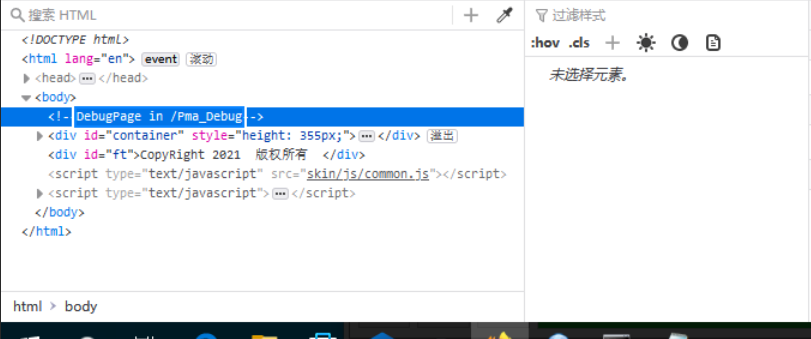 搜索 HTML
过滤样式
:hov .cls
未选择元素。
<!DOCTYPE html>
<html lang="en"> event 滚动
<head> ••• </head>
<body>
<!--DebugPage in /Pma_Debug-->
<div id="container" style="height: 355px;"> ••• </div> 溢出
<div id="ft">CopyRight 2021 版权所有 </div>
<script type="text/javascript" src="skin/js/common.js"></script>
<script type="text/javascript"> ••• </script>
</body>
</html>
html > body